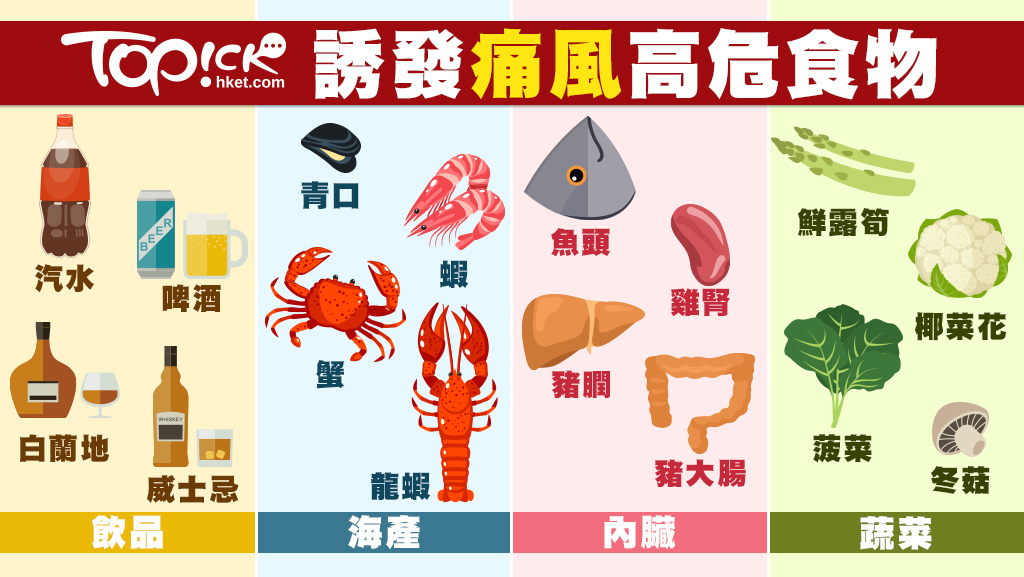 TOPiCK
hket.com
誘發痛風高危食物
汽水
BEER
啤酒
白蘭地
WHISKEY
威士忌
飲品
青口
蝦
蟹
龍蝦
海產
魚頭
雞腎
豬膶
豬大腸
內臟
鮮露筍
椰菜花
菠菜
冬菇
蔬菜